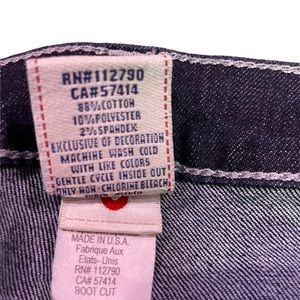 RN#112790
CA#57414
88%COTTON
10%POLYESTER
2%SPANDEX
EXCLUSIVE OF DECORATION
MACHINE WASH COLD
WITH LIKE COLORS
GENTLE CYCLE INSIDE OUT
ONLY NON-CHLORINE BLEACH
MADE IN U.S.A.
Fabrique Aux
Etats- Unis
RN# 112790
CA# 57414
BOOT CUT